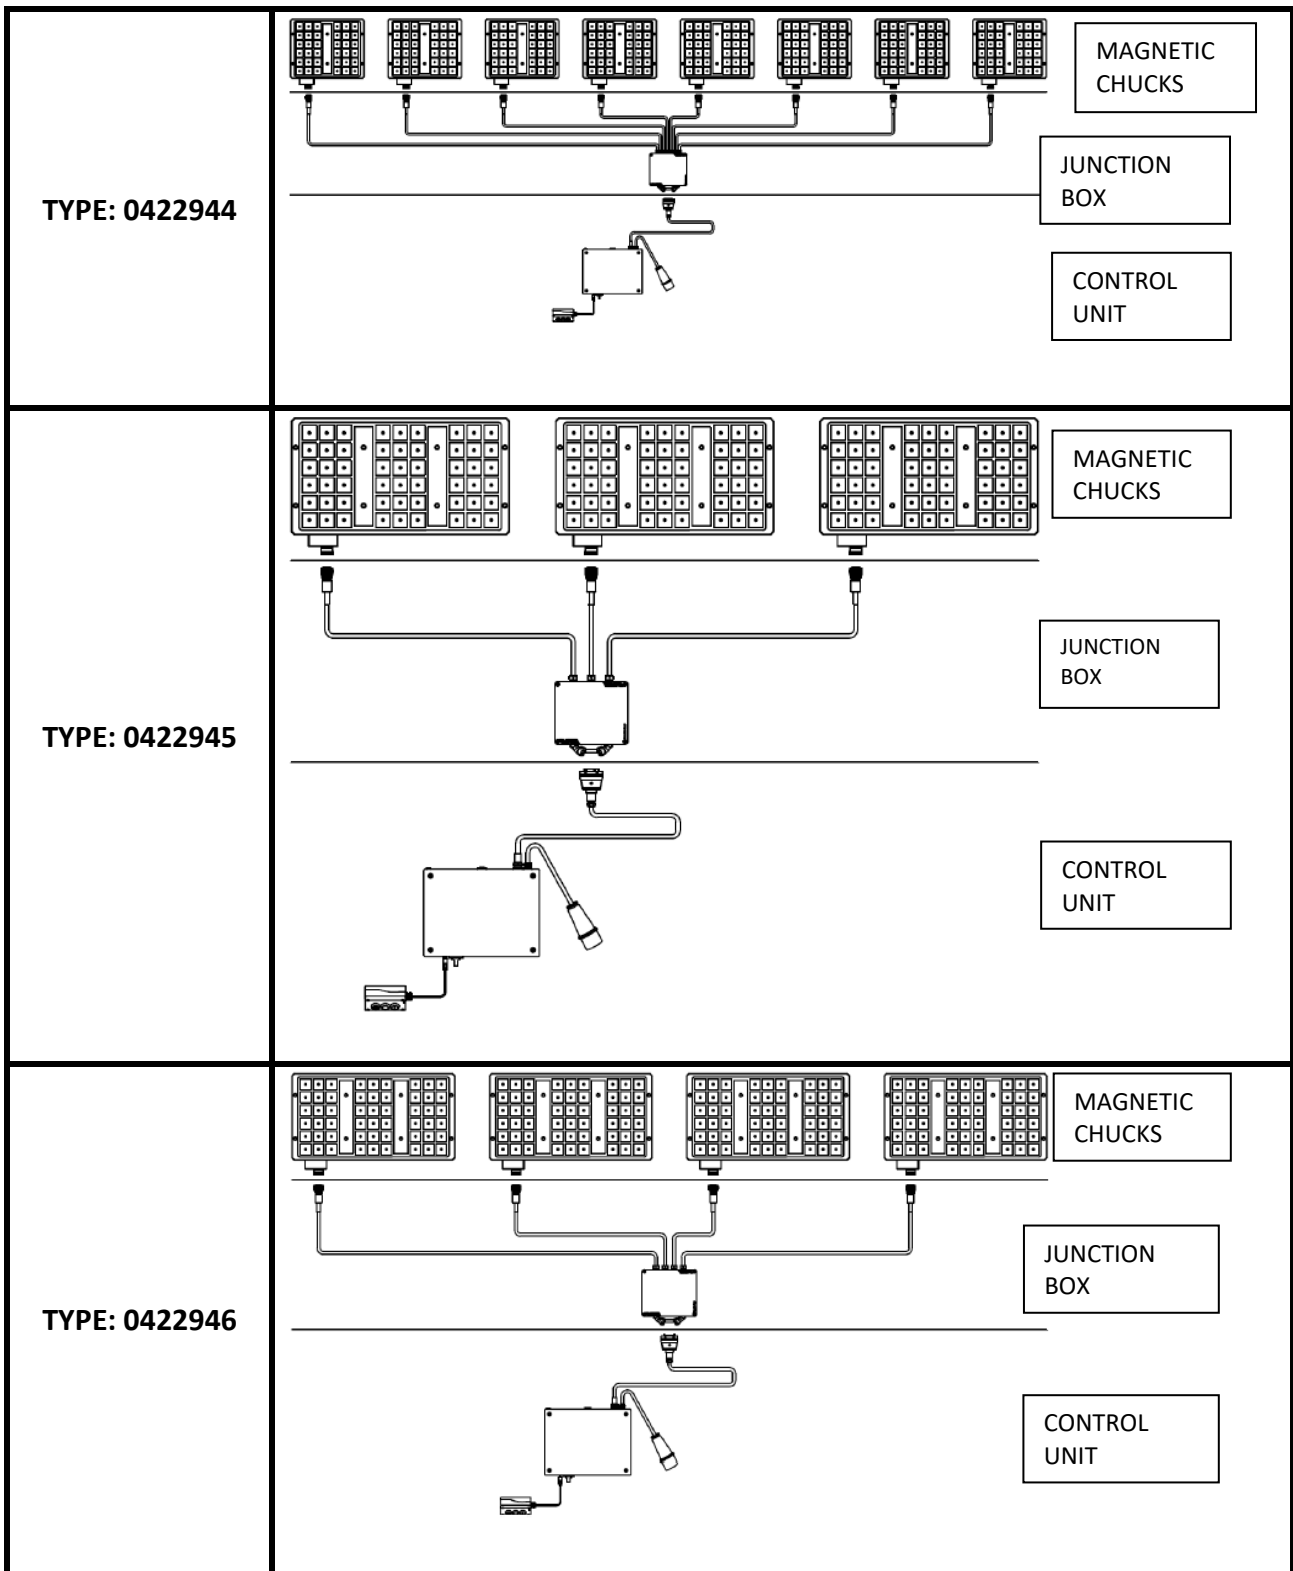 TYPE: 0422944
MAGNETIC
CHUCKS
JUNCTION
BOX
CONTROL
UNIT
TYPE: 0422945
MAGNETIC
CHUCKS
JUNCTION
BOX
CONTROL
UNIT
TYPE: 0422946
MAGNETIC
CHUCKS
JUNCTION
BOX
CONTROL
UNIT